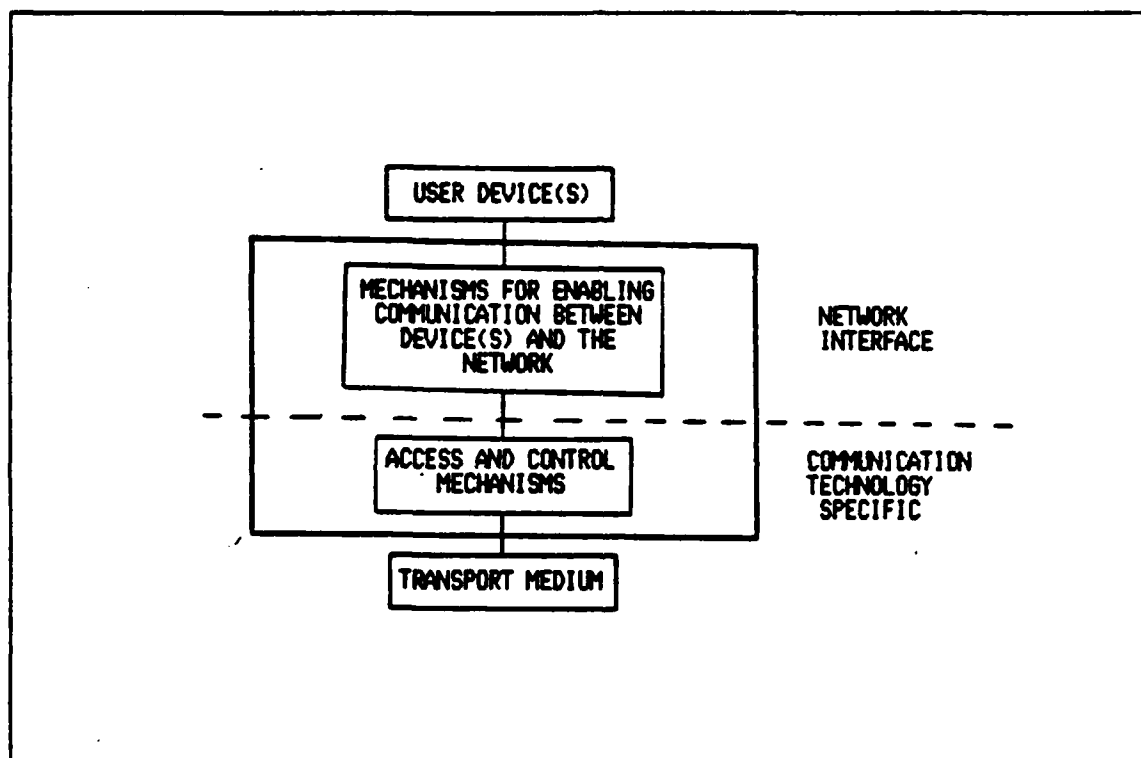 USER DEVICE(S)
MECHANISMS FOR ENABLING
COMMUNICATION BETWEEN
DEVICE(S) AND THE
NETWORK
NETWORK
INTERFACE
ACCESS AND CONTROL
MECHANISMS
COMMUNICATION
TECHNOLOGY
SPECIFIC
TRANSPORT MEDIUM